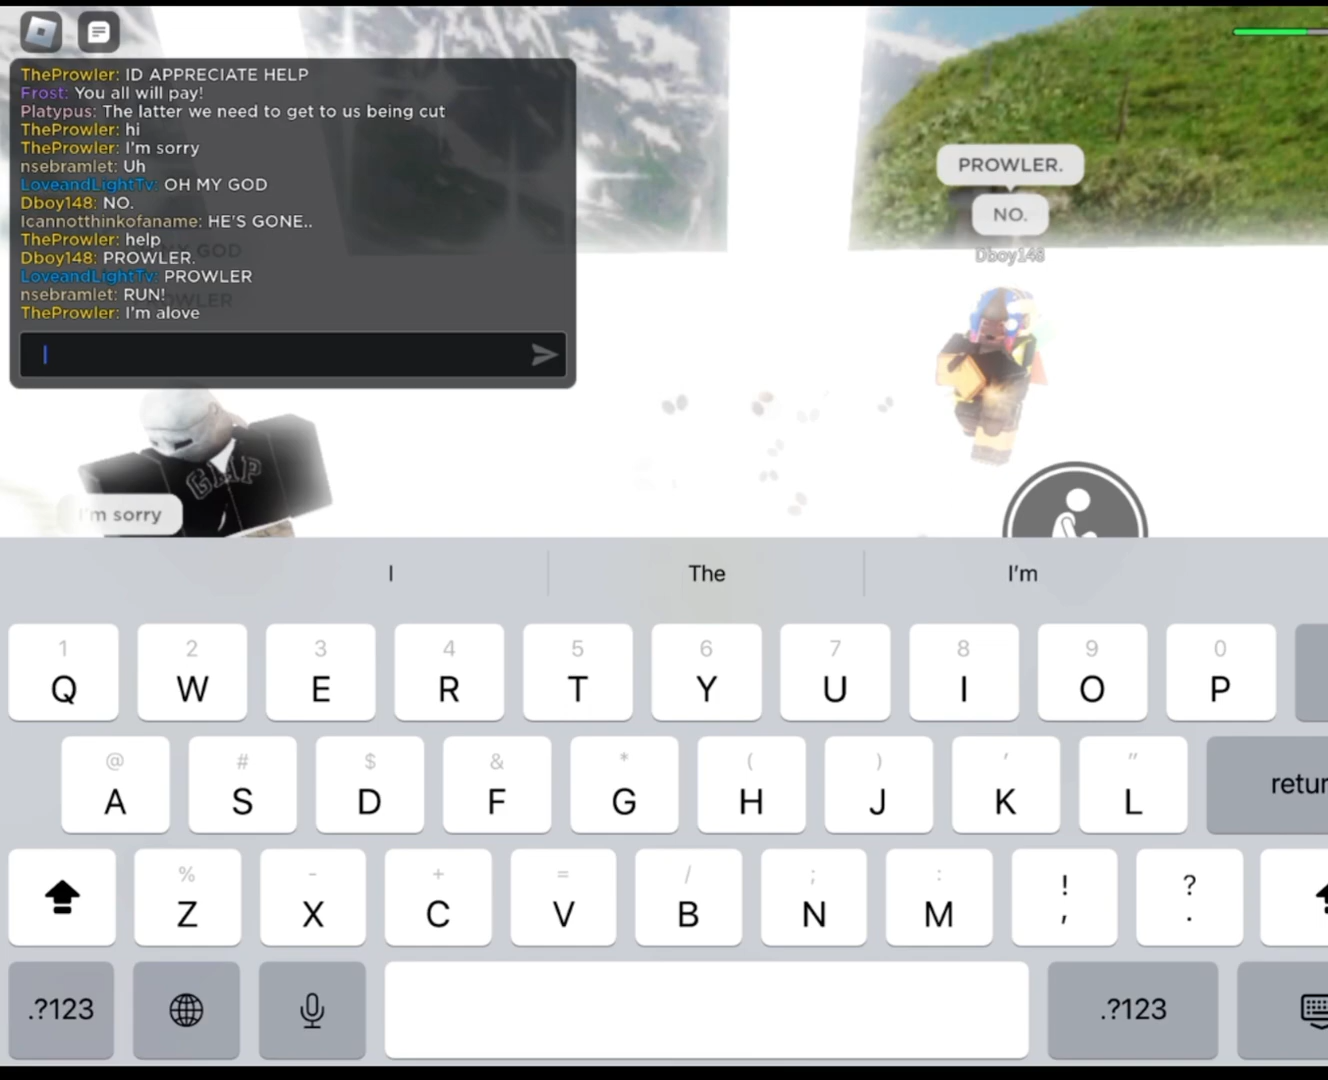 TheProwler: ID APPRECIATE HELP
Frost: You all will pay!
Platypus: The latter we need to get to us being cut
TheProwler: hi
TheProwler: I'm sorry
nsebramlet: Uh
LoveandLightTv: OH MY GOD
Dboy148: NO.
Icannotthinkofaname: HE'S GONE..
TheProwler: help
Dboy148: PROWLER.
LoveandLightTv: PROWLER
nsebramlet: RUN!
TheProwler: I'm alove
PROWLER.
NO.
Dboy148
GAP
I'm sorry
I The I'm
1 2 3 4 5 6 7 8 9 0
Q W E R T Y U I O P
@ # $ & * ( ) ' "
A S D F G H J K L
return
% - + = / ; : ! ?
Z X C V B N M , .
.?123 .?123